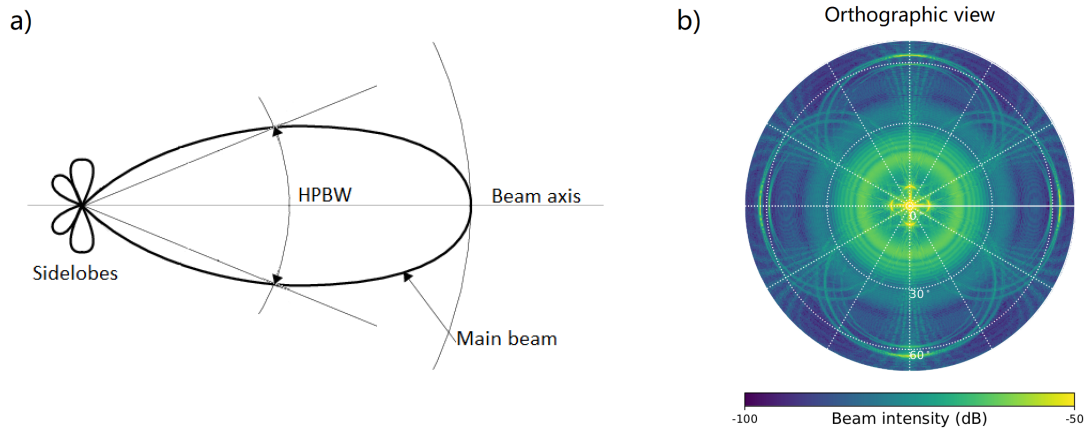 a)
HPBW
Beam axis
Sidelobes
Main beam
b)
Orthographic view
0
30°
60°
-100
-50
Beam intensity (dB)